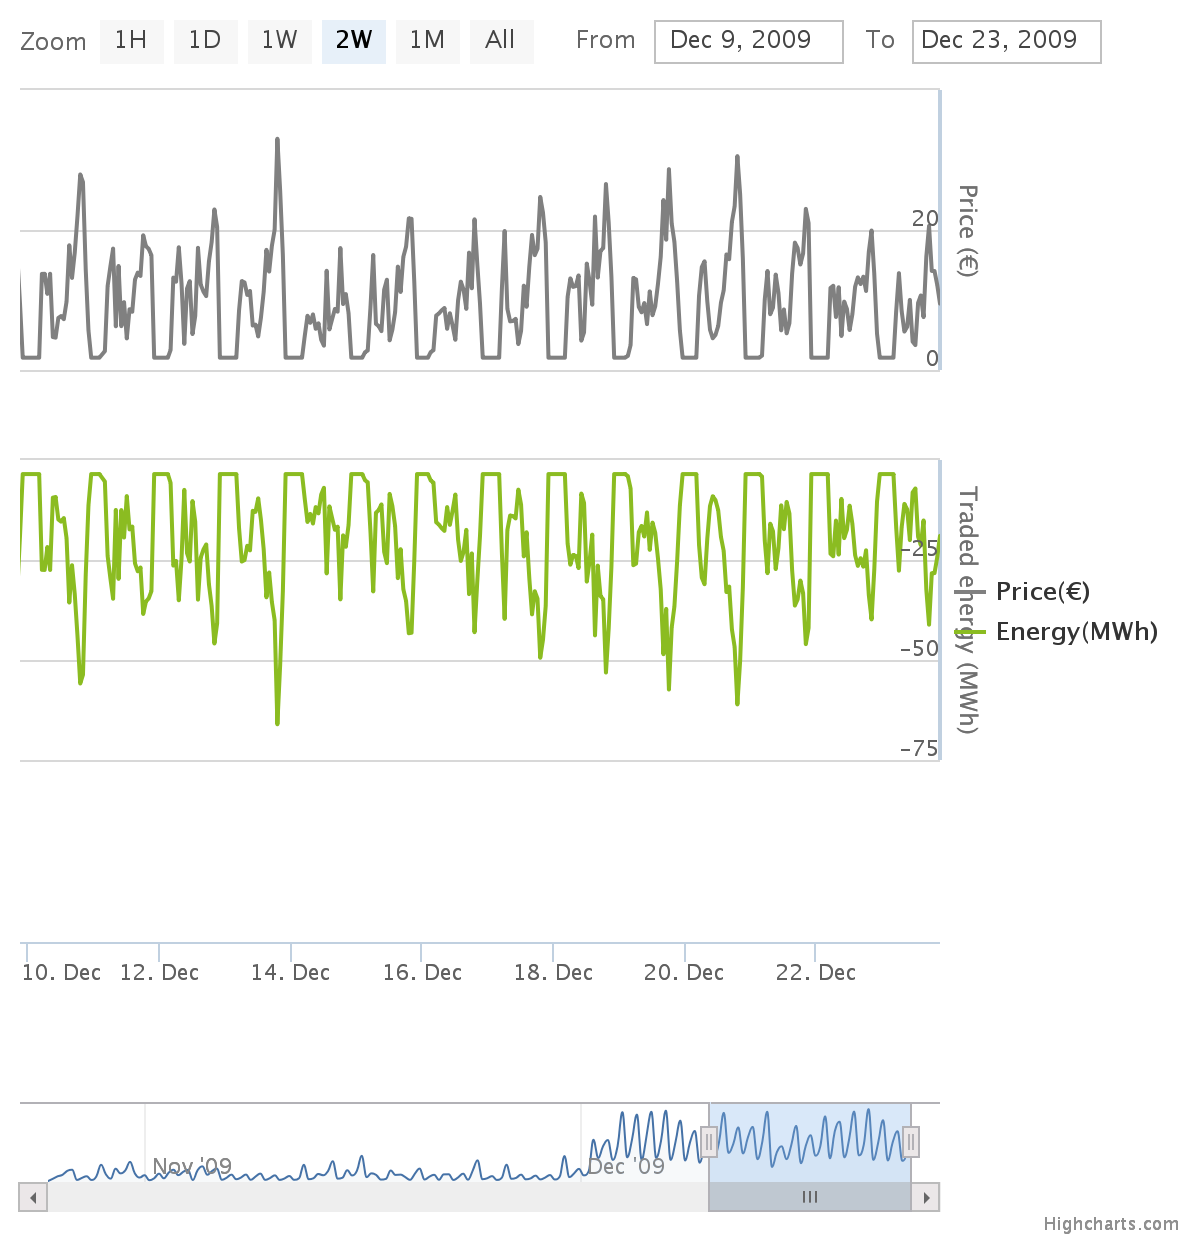 Zoom 1H 1D 1W 2W 1M All From Dec 9, 2009 To Dec 23, 2009
20
0
Price (€)
-25
-50
-75
Traded energy (MWh)
Price(€)
Energy(MWh)
10. Dec 12. Dec 14. Dec 16. Dec 18. Dec 20. Dec 22. Dec
Nov '09 Dec '09
Highcharts.com